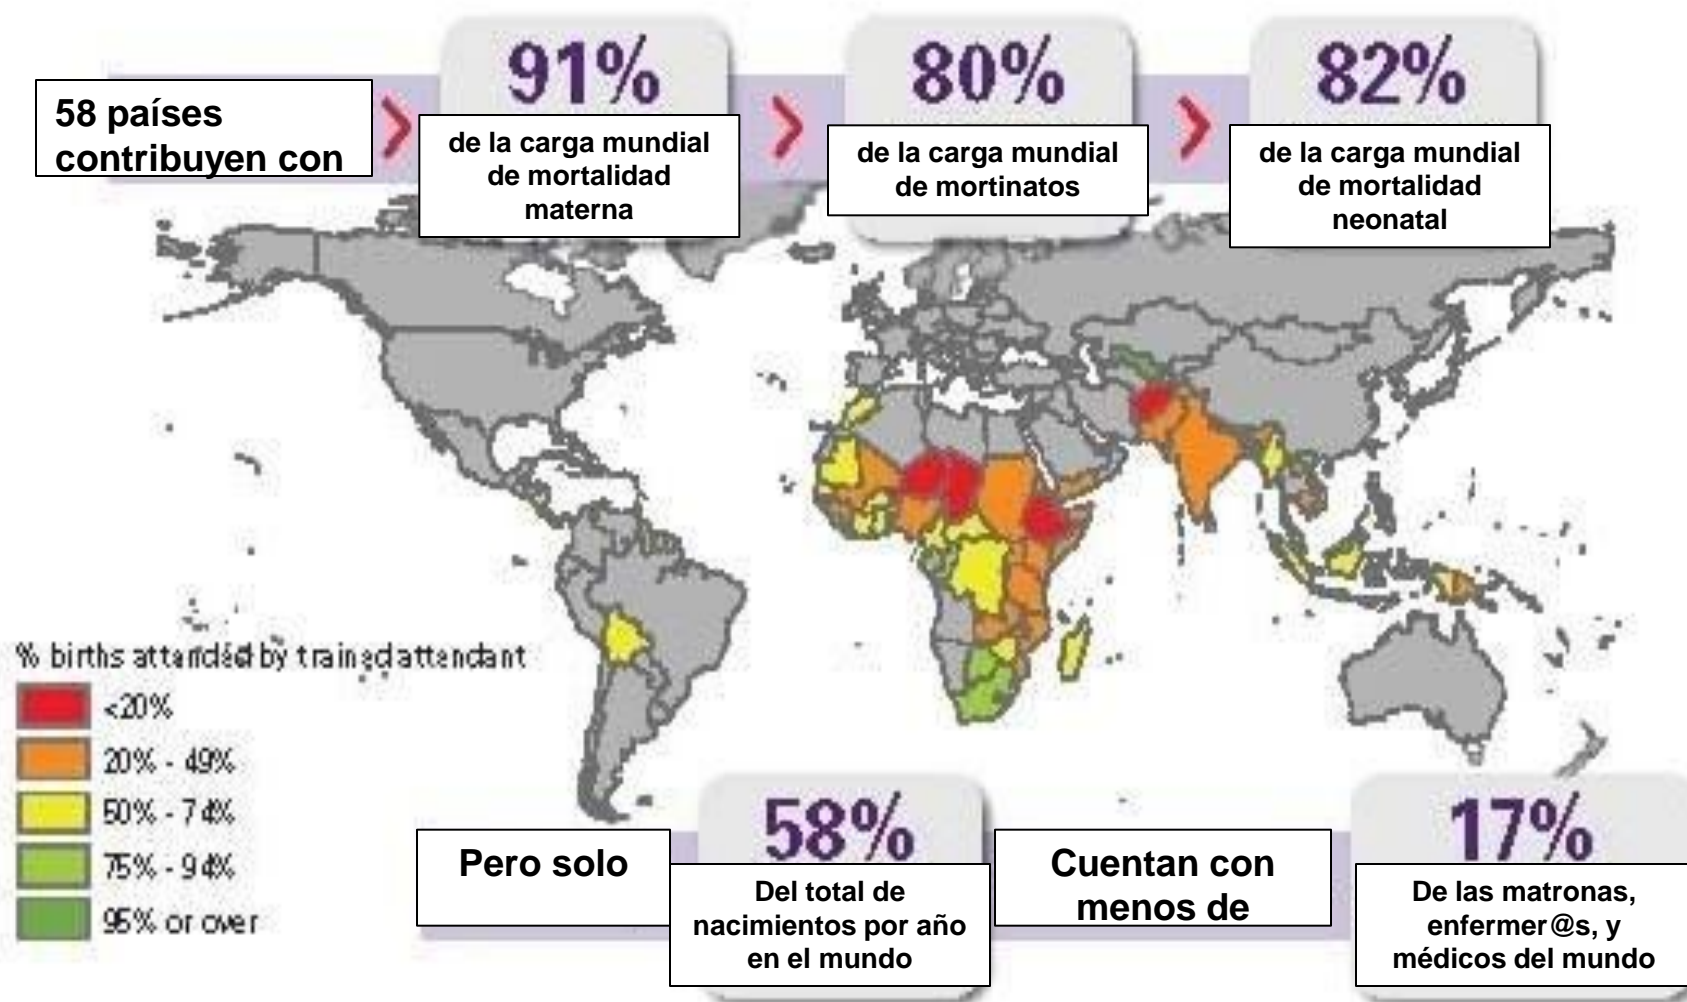 91%
80%
82%
58 países
contribuyen con
de la carga mundial
de mortalidad
materna
de la carga mundial
de mortinatos
de la carga mundial
de mortalidad
neonatal
% births attended by trained attendant
<20%
20% - 49%
50% - 74%
75% - 94%
95% or over
Pero solo
58%
Del total de
nacimientos por año
en el mundo
Cuentan con
menos de
17%
De las matronas,
enfermer@s, y
médicos del mundo